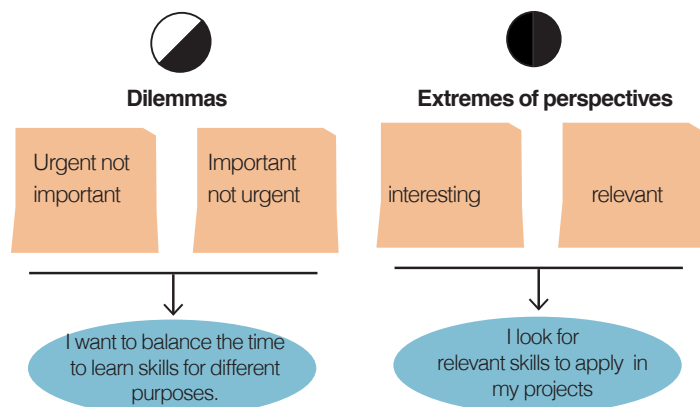 Dilemmas
Urgent not
important
Important
not urgent
I want to balance the time
to learn skills for different
purposes.
Extremes of perspectives
interesting
relevant
I look for
relevant skills to apply in
my projects